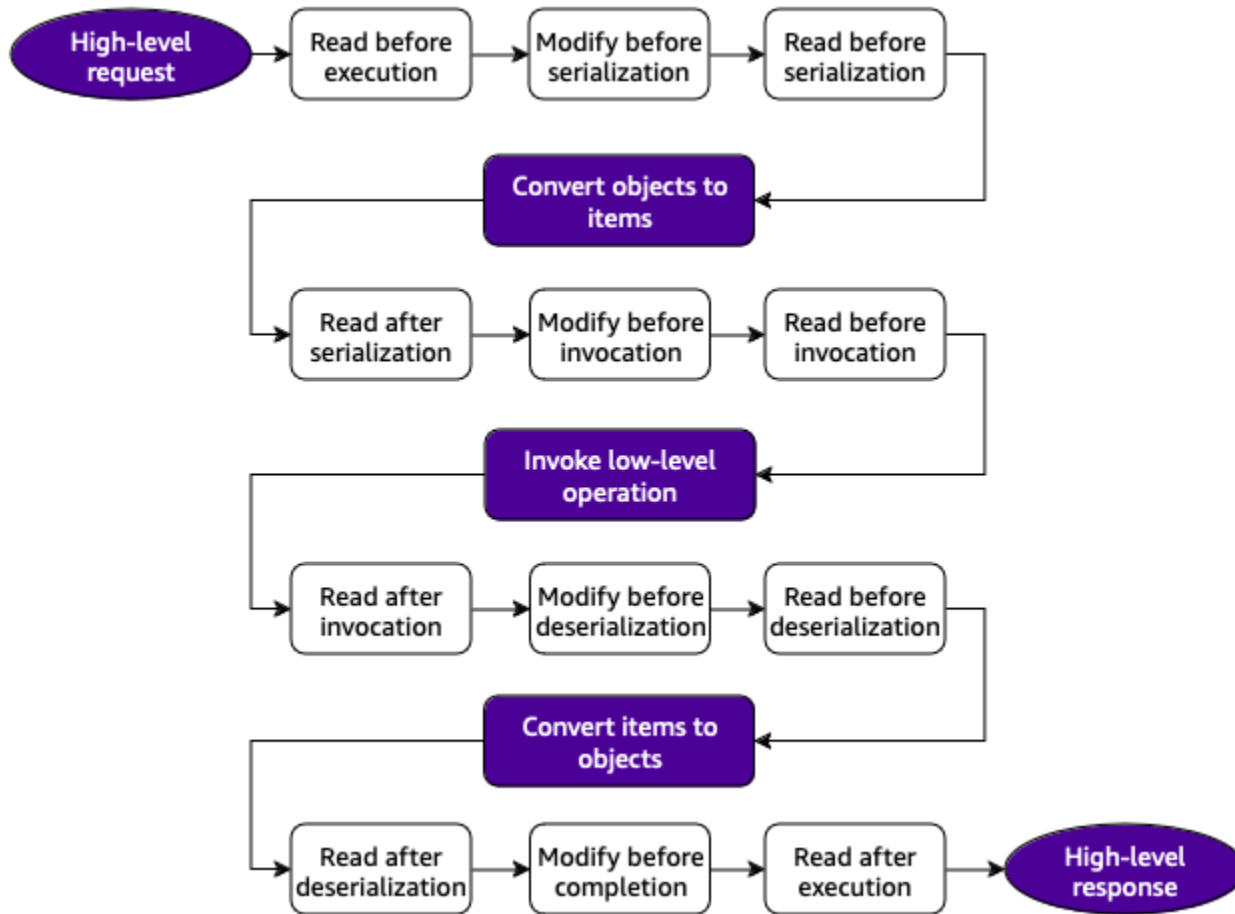 High-level
request
Read before
execution
Modify before
serialization
Read before
serialization
Convert objects to
items
Read after
serialization
Modify before
invocation
Read before
invocation
Invoke low-level
operation
Read after
invocation
Modify before
deserialization
Read before
deserialization
Convert items to
objects
Read after
deserialization
Modify before
completion
Read after
execution
High-level
response